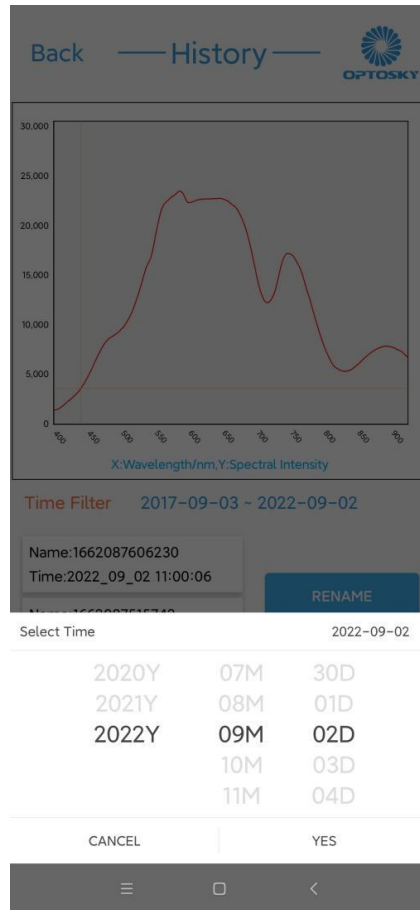 Back
History
OPTOSKY
30,000
25,000
20,000
15,000
10,000
5,000
0
400 450 500 550 600 650 700 750 800 850 900
X:Wavelength/nm,Y:Spectral Intensity
Time Filter 2017-09-03 ~ 2022-09-02
Name:1662087606230
Time:2022_09_02 11:00:06
RENAME
Select Time 2022-09-02
2020Y 07M 30D
2021Y 08M 01D
2022Y 09M 02D
10M 03D
11M 04D
CANCEL YES